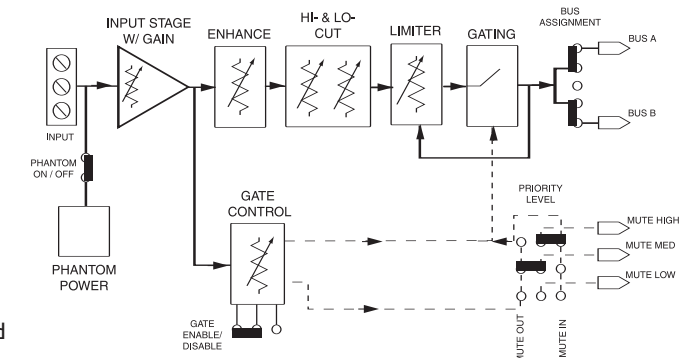 INPUT STAGE
W/ GAIN
ENHANCE
HI- & LO-
CUT
LIMITER
GATING
BUS
ASSIGNMENT
BUS A
BUS B
INPUT
PHANTOM
ON / OFF
PHANTOM
POWER
GATE
CONTROL
GATE
ENABLE/
DISABLE
PRIORITY
LEVEL
MUTE HIGH
MUTE MED
MUTE LOW
MUTE OUT
MUTE IN
d